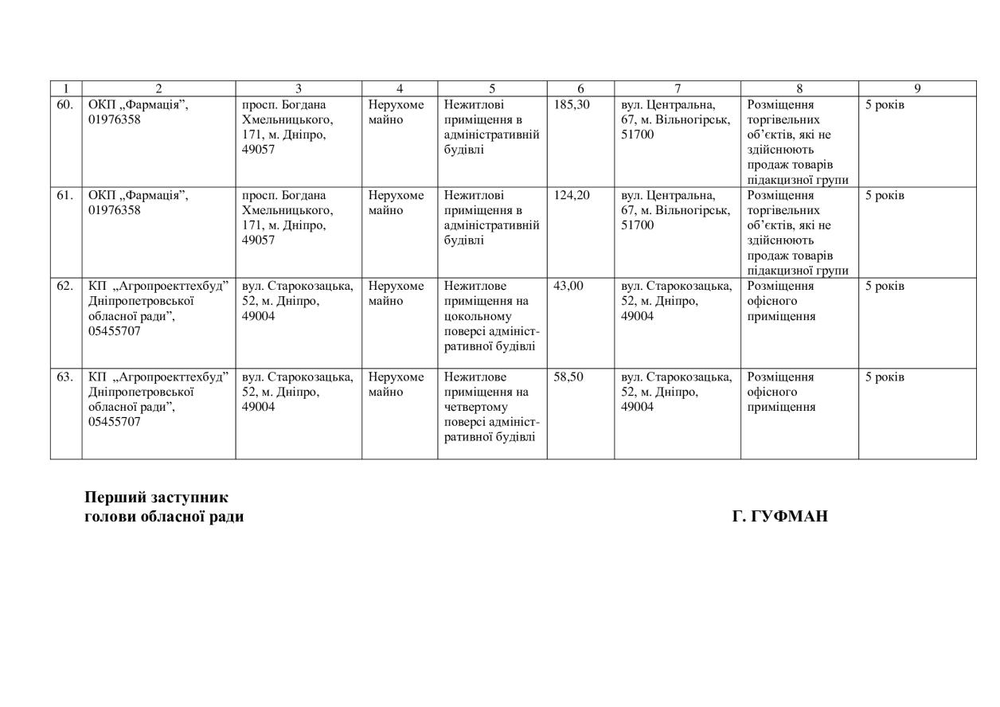 1 2 3 4 5 6 7 8 9
60. ОКП „Фармація”, просп. Богдана Нерухоме Нежитлові 185,30 вул. Центральна, Розміщення 5 років
01976358 Хмельницького, майно приміщення в 67, м. Вільногірськ, торгівельних
171, м. Дніпро, адміністративній 51700 об’єктів, які не
49057 будівлі здійснюють
продаж товарів
підакцизної групи
61. ОКП „Фармація”, просп. Богдана Нерухоме Нежитлові 124,20 вул. Центральна, Розміщення 5 років
01976358 Хмельницького, майно приміщення в 67, м. Вільногірськ, торгівельних
171, м. Дніпро, адміністративній 51700 об’єктів, які не
49057 будівлі здійснюють
продаж товарів
підакцизної групи
62. КП „Агропроекттехбуд” вул. Старокозацька, Нерухоме Нежитлове 43,00 вул. Старокозацька, Розміщення 5 років
Дніпропетровської 52, м. Дніпро, майно приміщення на 52, м. Дніпро, офісного
обласної ради”, 49004 цокольному 49004 приміщення
05455707 поверсі адмініст-
ративної будівлі
63. КП „Агропроекттехбуд” вул. Старокозацька, Нерухоме Нежитлове 58,50 вул. Старокозацька, Розміщення 5 років
Дніпропетровської 52, м. Дніпро, майно приміщення на 52, м. Дніпро, офісного
обласної ради”, 49004 четвертому 49004 приміщення
05455707 поверсі адмініст-
ративної будівлі
Перший заступник
голови обласної ради Г. ГУФМАН